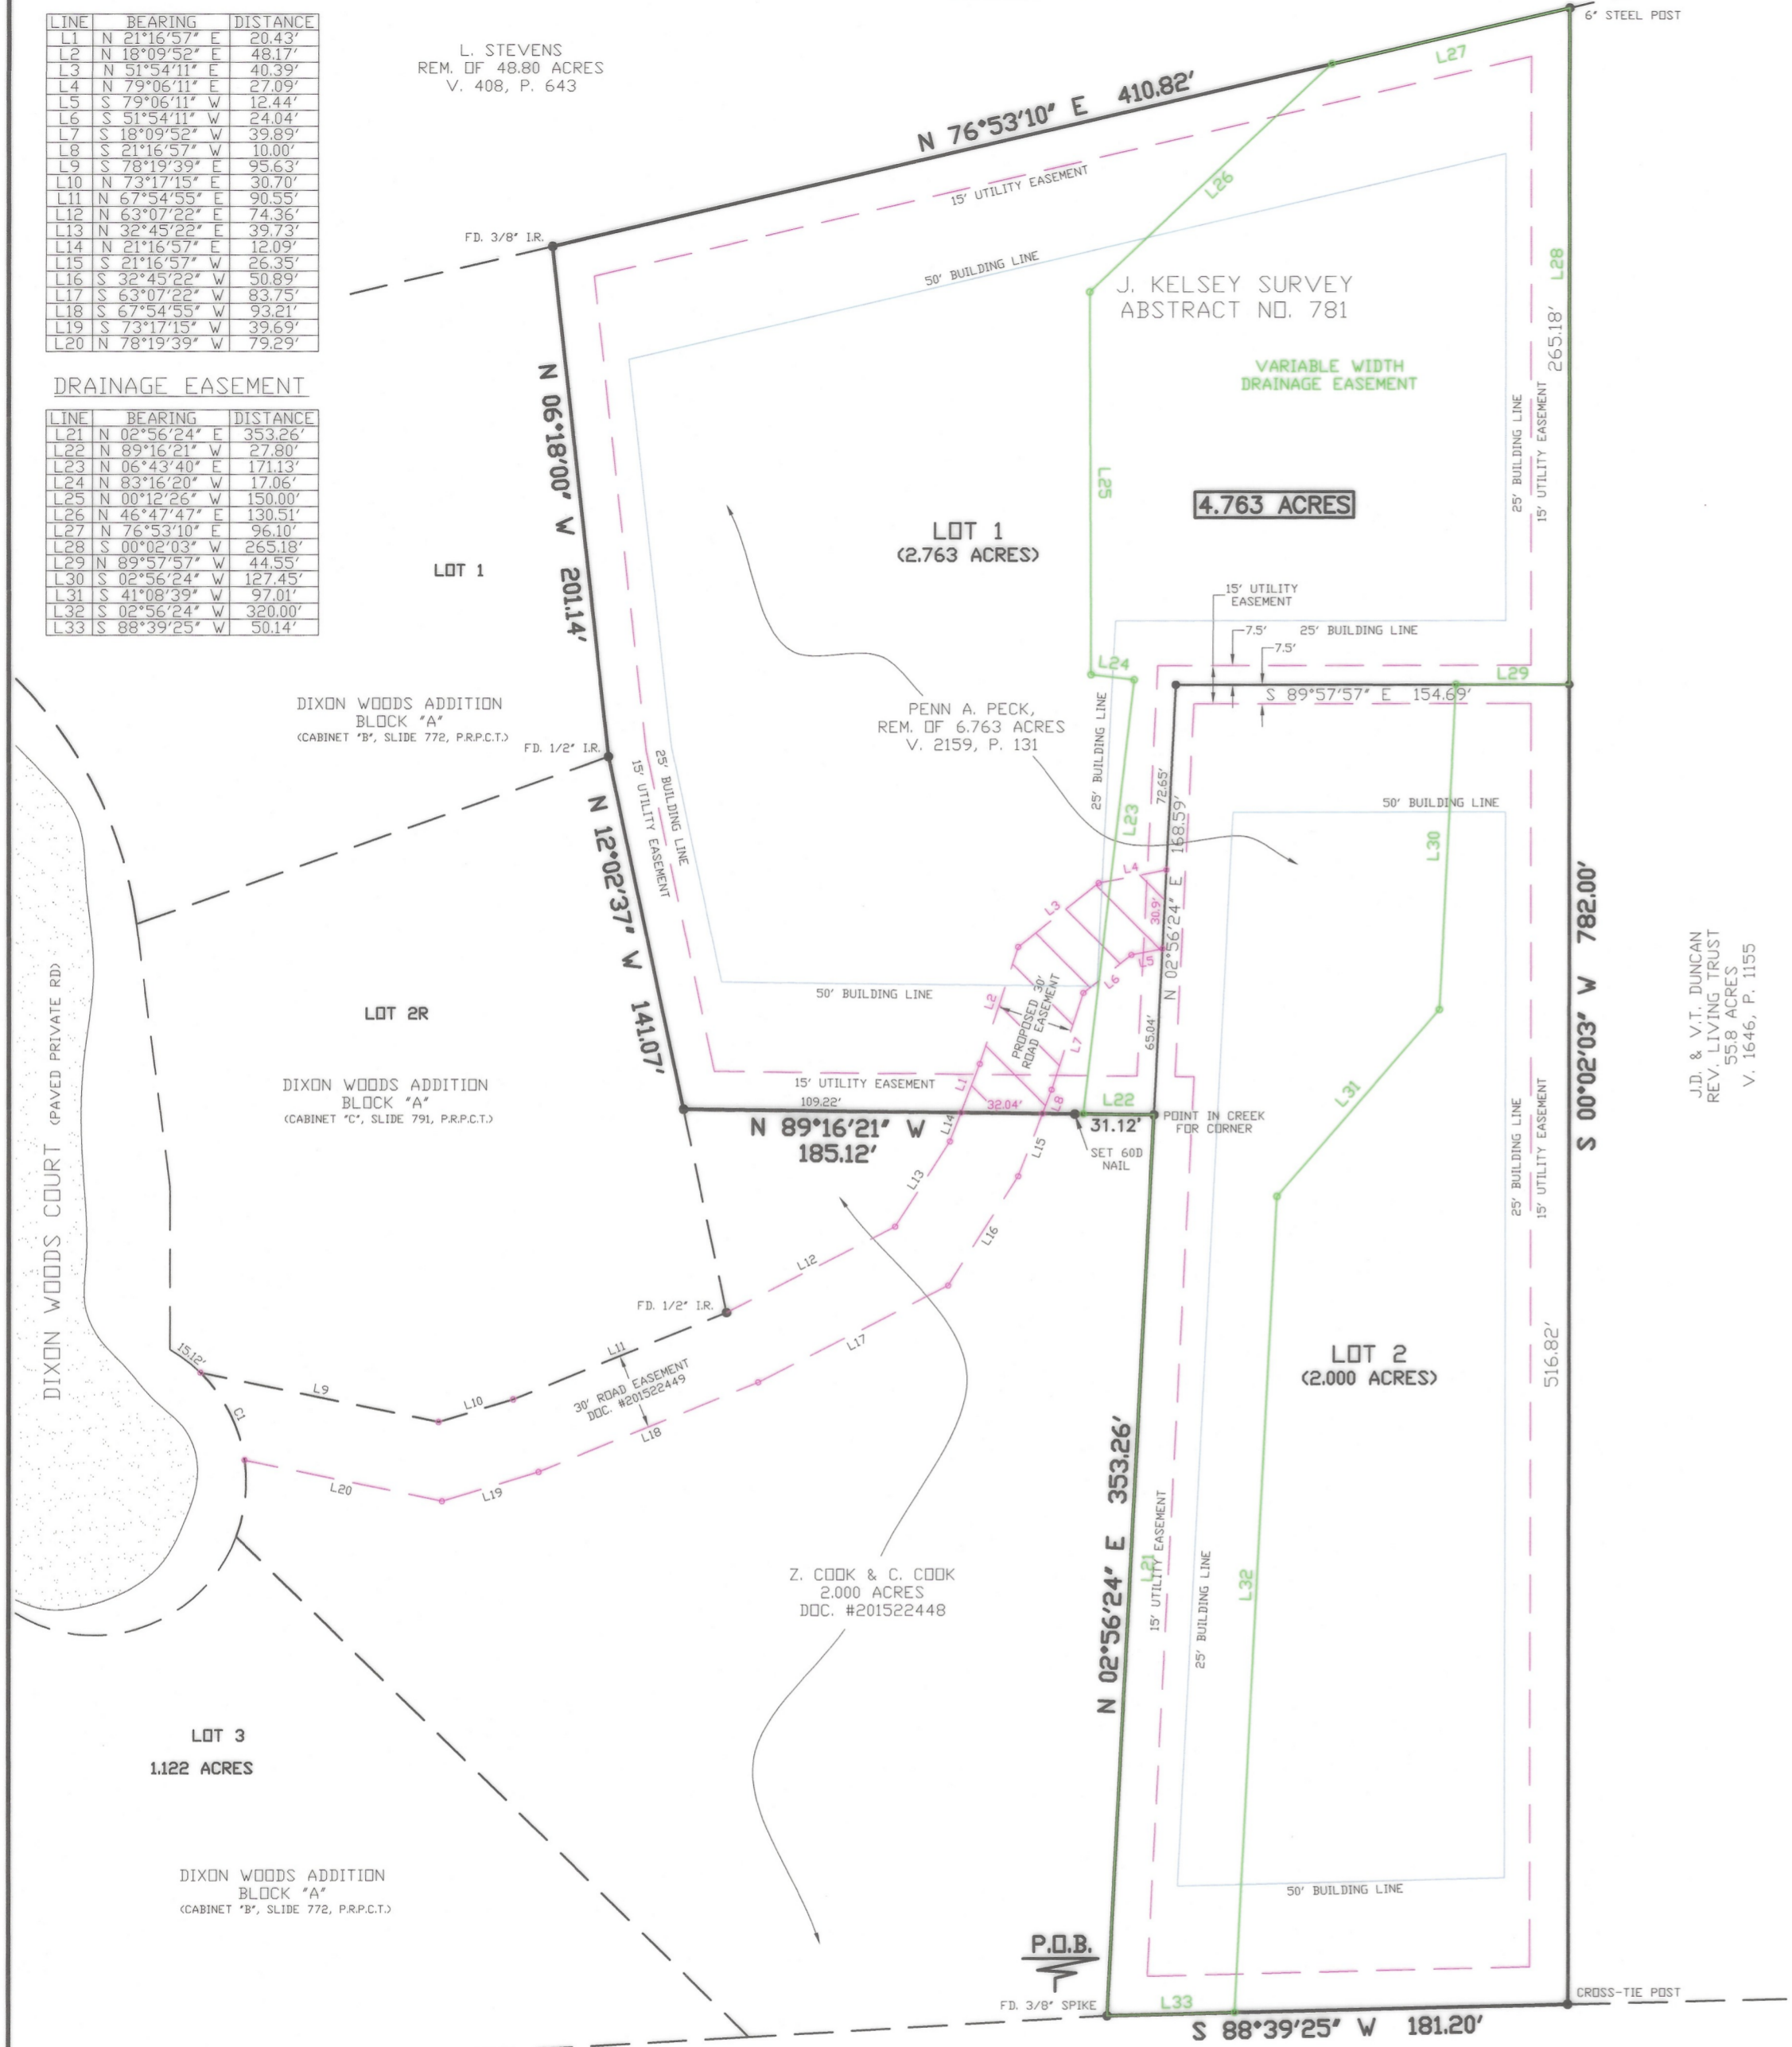 LINE BEARING DISTANCE
L1 N 21°16'57" E 20.43'
L2 N 18°09'52" E 48.17'
L3 N 51°54'11" E 40.39'
L4 N 79°06'11" E 27.09'
L5 S 79°06'11" W 12.44'
L6 S 51°54'11" W 24.04'
L7 S 18°09'52" W 39.89'
L8 S 21°16'57" W 10.00'
L9 S 78°19'39" E 95.63'
L10 N 73°17'15" E 30.70'
L11 N 67°54'55" E 90.55'
L12 N 63°07'22" E 74.36'
L13 N 32°45'22" E 39.73'
L14 N 21°16'57" E 12.09'
L15 S 21°16'57" W 26.35'
L16 S 32°45'22" W 50.89'
L17 S 63°07'22" W 83.75'
L18 S 67°54'55" W 93.21'
L19 S 73°17'15" W 39.69'
L20 N 78°19'39" W 79.29'
DRAINAGE EASEMENT
LINE BEARING DISTANCE
L21 N 02°56'24" E 353.26'
L22 N 89°16'21" W 27.80'
L23 N 06°43'40" E 171.13'
L24 N 83°16'20" W 17.06'
L25 N 00°12'26" W 150.00'
L26 N 46°47'47" E 130.51'
L27 N 76°53'10" E 96.10'
L28 S 00°02'03" W 265.18'
L29 N 89°57'57" W 44.55'
L30 S 02°56'24" W 127.45'
L31 S 41°08'39" W 97.01'
L32 S 02°56'24" W 320.00'
L33 S 88°39'25" W 50.14'
L. STEVENS
REM. OF 48.80 ACRES
V. 408, P. 643
6" STEEL POST
L27
N 76°53'10" E 410.82'
15' UTILITY EASEMENT
L26
FD. 3/8" I.R.
50' BUILDING LINE
J. KELSEY SURVEY
ABSTRACT NO. 781
L28
265.18'
VARIABLE WIDTH
DRAINAGE EASEMENT
25' BUILDING LINE
15' UTILITY EASEMENT
N 06°18'00" W 201.14'
L25
4.763 ACRES
LOT 1
(2.763 ACRES)
LOT 1
15' UTILITY
EASEMENT
7.5'
25' BUILDING LINE
7.5'
L24
L29
S 89°57'57" E 154.69'
DIXON WOODS ADDITION
BLOCK "A"
(CABINET "B", SLIDE 772, P.R.P.C.T.)
PENN A. PECK,
REM. OF 6.763 ACRES
V. 2159, P. 131
FD. 1/2" I.R.
25' BUILDING LINE
15' UTILITY EASEMENT
25' BUILDING LINE
L23
72.65'
N 02°56'24" E 168.59'
50' BUILDING LINE
L30
N 12°02'37" W 141.07'
L4
L3
30.9'
L5
L6
L2
PROPOSED 30'
ROAD EASEMENT
L7
65.04'
50' BUILDING LINE
S 00°02'03" W 782.00'
J.D. & V.T. DUNCAN
REV. LIVING TRUST
55.8 ACRES
V. 1646, P. 1155
DIXON WOODS COURT (PAVED PRIVATE RD)
LOT 2R
DIXON WOODS ADDITION
BLOCK "A"
(CABINET "C", SLIDE 791, P.R.P.C.T.)
15' UTILITY EASEMENT
L1
L8
109.22'
32.04'
L22
L31
N 89°16'21" W
185.12'
L14
31.12'
POINT IN CREEK
FOR CORNER
SET 60D
NAIL
25' BUILDING LINE
15' UTILITY EASEMENT
L15
L13
L16
L12
FD. 1/2" I.R.
L17
L11
30' ROAD EASEMENT
DOC. #201522449
L18
15.12'
L9
L10
C1
L20
L19
LOT 2
(2.000 ACRES)
516.82'
N 02°56'24" E 353.26'
L21
15' UTILITY EASEMENT
25' BUILDING LINE
L32
Z. COOK & C. COOK
2.000 ACRES
DOC. #201522448
LOT 3
1.122 ACRES
DIXON WOODS ADDITION
BLOCK "A"
(CABINET "B", SLIDE 772, P.R.P.C.T.)
50' BUILDING LINE
P.O.B.
FD. 3/8" SPIKE
L33
CROSS-TIE POST
S 88°39'25" W 181.20'